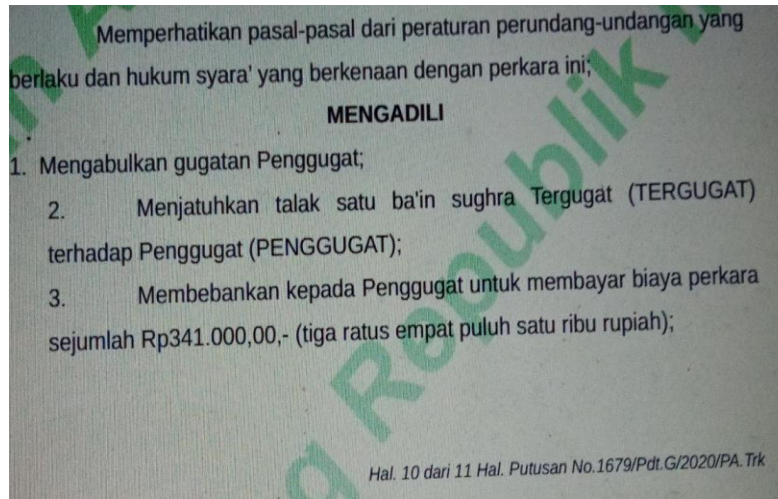 Memperhatikan pasal-pasal dari peraturan perundang-undangan yang
berlaku dan hukum syara' yang berkenaan dengan perkara ini;
MENGADILI
1. Mengabulkan gugatan Penggugat;
2. Menjatuhkan talak satu ba'in sughra Tergugat (TERGUGAT)
terhadap Penggugat (PENGGUGAT);
3. Membebankan kepada Penggugat untuk membayar biaya perkara
sejumlah Rp341.000,00,- (tiga ratus empat puluh satu ribu rupiah);
Republik
Hal. 10 dari 11 Hal. Putusan No.1679/Pdt.G/2020/PA.Trk